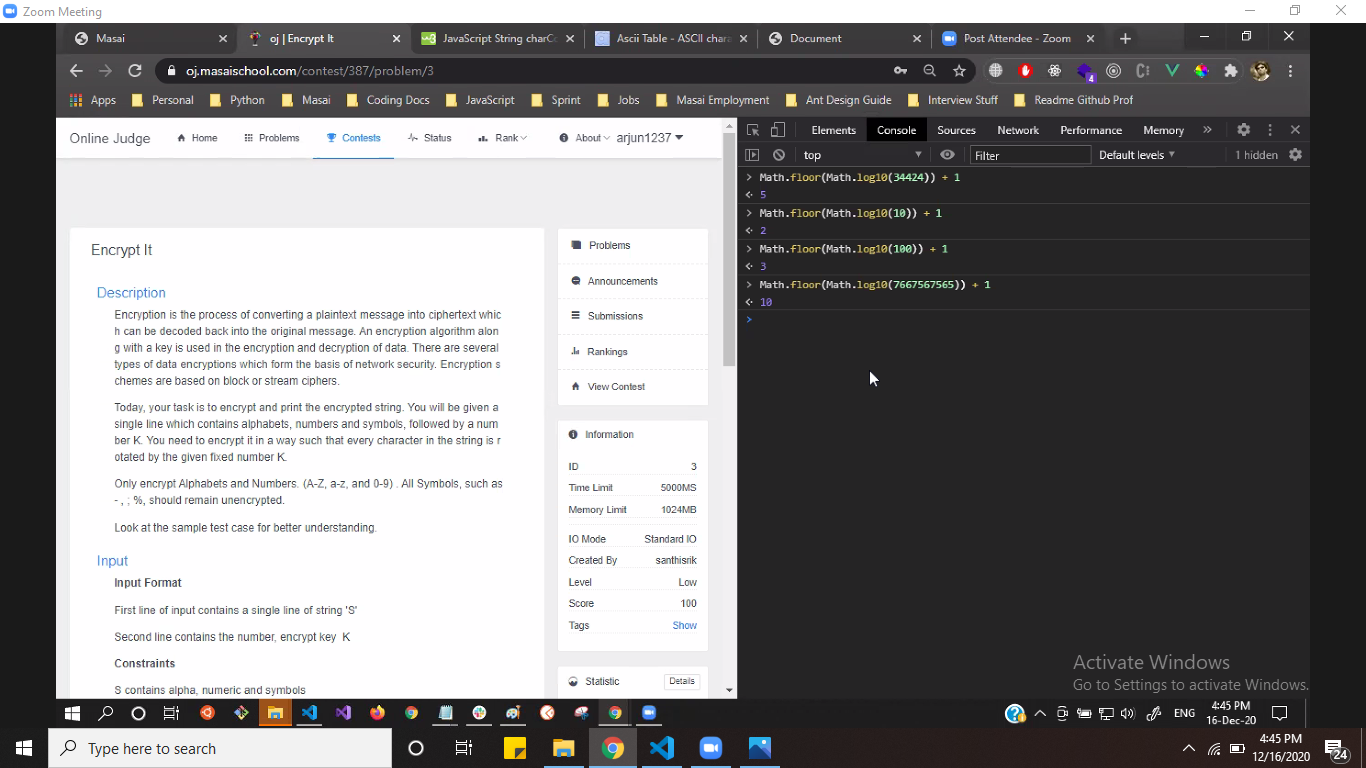 Zoom Meeting
Masai
oj | Encrypt It
JavaScript String charC
Ascii Table - ASCII charac
Document
Post Attendee - Zoom
oj.masaischool.com/contest/387/problem/3
4
Apps Personal Python Masai Coding Docs JavaScript Sprint Jobs Masai Employment Ant Design Guide Interview Stuff Readme Github Prof
Online Judge Home Problems Contests Status Rank About arjun1237
Encrypt It
Description
Encryption is the process of converting a plaintext message into ciphertext whic
h can be decoded back into the original message. An encryption algorithm alon
g with a key is used in the encryption and decryption of data. There are several
types of data encryptions which form the basis of network security. Encryption s
chemes are based on block or stream ciphers.
Today, your task is to encrypt and print the encrypted string. You will be given a
single line which contains alphabets, numbers and symbols, followed by a num
ber K. You need to encrypt it in a way such that every character in the string is r
otated by the given fixed number K.
Only encrypt Alphabets and Numbers. (A-Z, a-z, and 0-9) . All Symbols, such as
- , ; %, should remain unencrypted.
Look at the sample test case for better understanding.
Input
Input Format
First line of input contains a single line of string 'S'
Second line contains the number, encrypt key K
Constraints
S contains alpha, numeric and symbols
Problems
Announcements
Submissions
Rankings
View Contest
Information
ID 3
Time Limit 5000MS
Memory Limit 1024MB
IO Mode Standard IO
Created By santhisrik
Level Low
Score 100
Tags Show
Statistic Details
Elements Console Sources Network Performance Memory »
top Filter Default levels 1 hidden
> Math.floor(Math.log10(34424)) + 1
5
> Math.floor(Math.log10(10)) + 1
2
> Math.floor(Math.log10(100)) + 1
3
> Math.floor(Math.log10(7667567565)) + 1
10
>
Activate Windows
Go to Settings to activate Windows.
ENG
4:45 PM
16-Dec-20
Type here to search
4:45 PM
12/16/2020
24